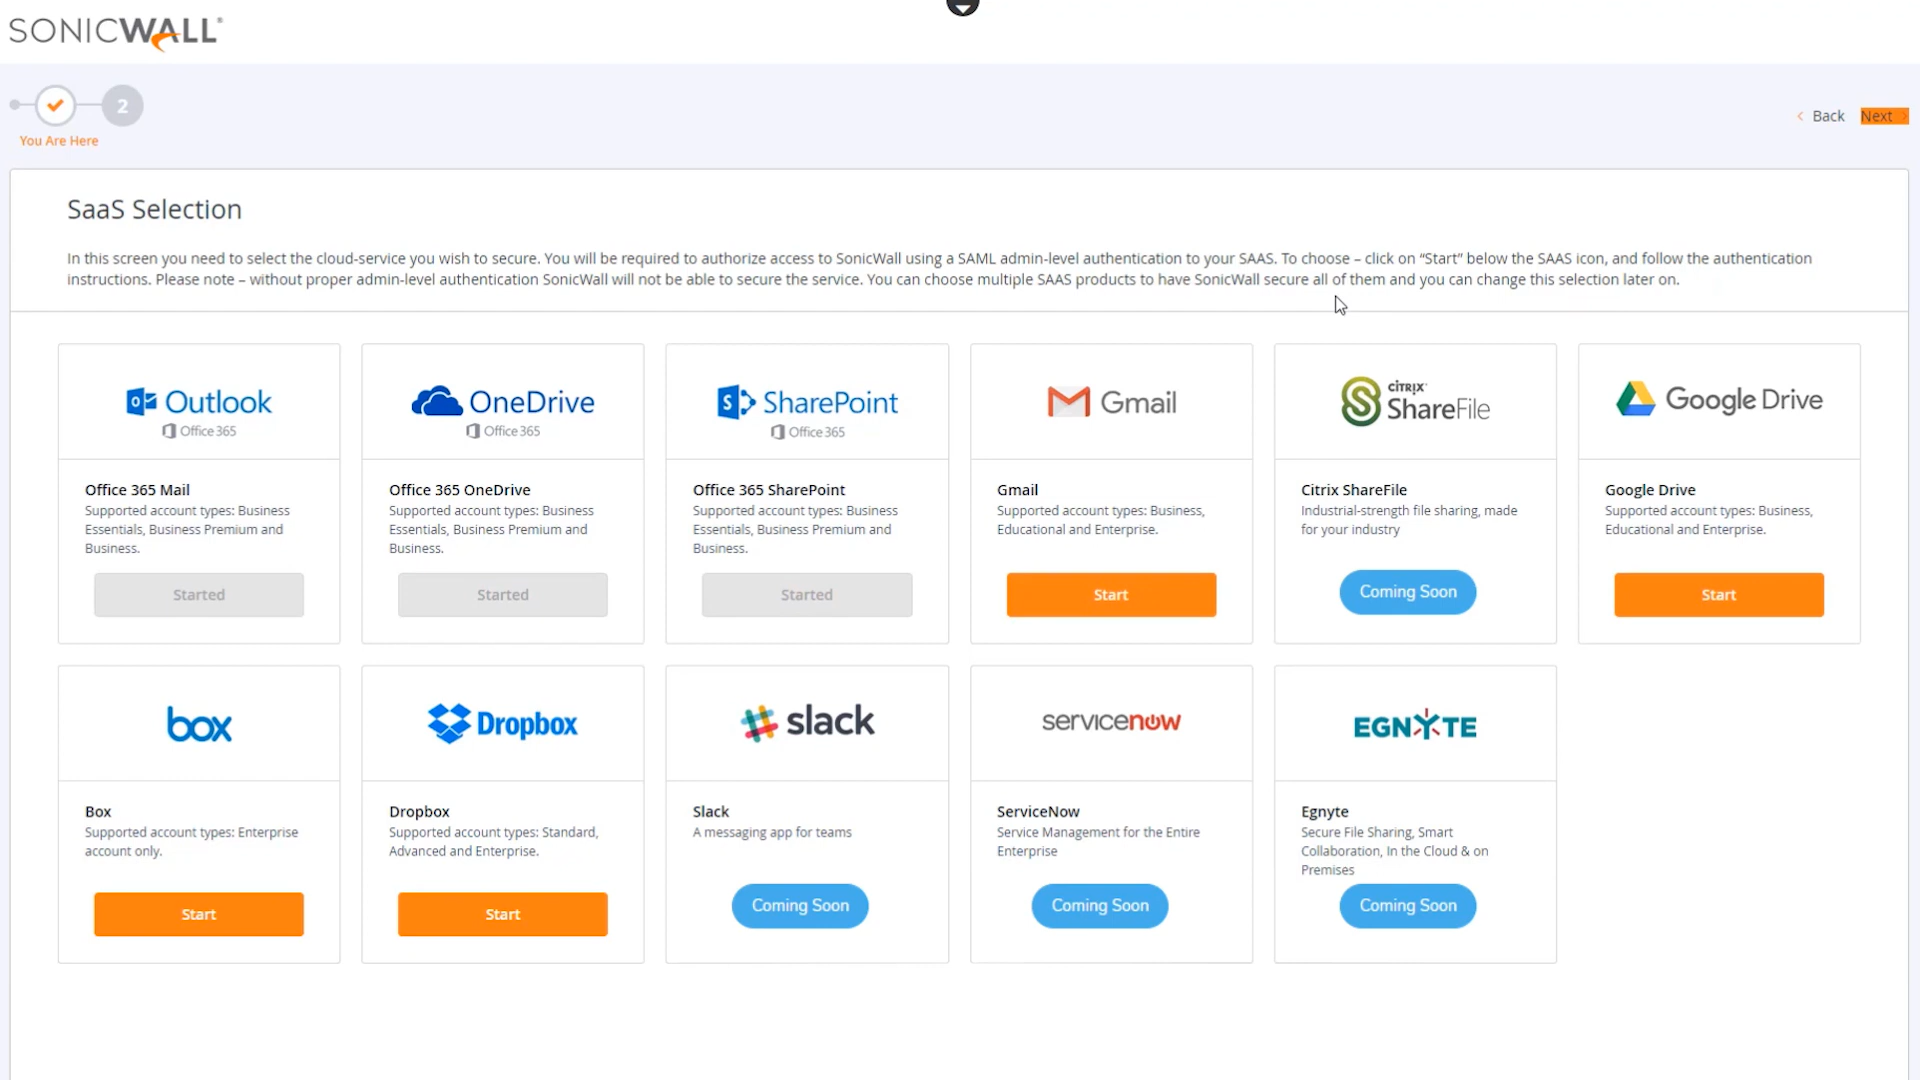 SONICWALL®
2
You Are Here
Back
Next
SaaS Selection
In this screen you need to select the cloud-service you wish to secure. You will be required to authorize access to SonicWall using a SAML admin-level authentication to your SAAS. To choose – click on “Start” below the SAAS icon, and follow the authentication
instructions. Please note – without proper admin-level authentication SonicWall will not be able to secure the service. You can choose multiple SAAS products to have SonicWall secure all of them and you can change this selection later on.
Outlook
Office 365
Office 365 Mail
Supported account types: Business
Essentials, Business Premium and
Business.
Started
OneDrive
Office 365
Office 365 OneDrive
Supported account types: Business
Essentials, Business Premium and
Business.
Started
SharePoint
Office 365
Office 365 SharePoint
Supported account types: Business
Essentials, Business Premium and
Business.
Started
Gmail
Gmail
Supported account types: Business,
Educational and Enterprise.
Start
CITRIX
ShareFile
Citrix ShareFile
Industrial-strength file sharing, made
for your industry
Coming Soon
Google Drive
Google Drive
Supported account types: Business,
Educational and Enterprise.
Start
box
Box
Supported account types: Enterprise
account only.
Start
Dropbox
Dropbox
Supported account types: Standard,
Advanced and Enterprise.
Start
slack
Slack
A messaging app for teams
Coming Soon
servicenow
ServiceNow
Service Management for the Entire
Enterprise
Coming Soon
EGNYTE
Egnyte
Secure File Sharing, Smart
Collaboration, In the Cloud & on
Premises
Coming Soon